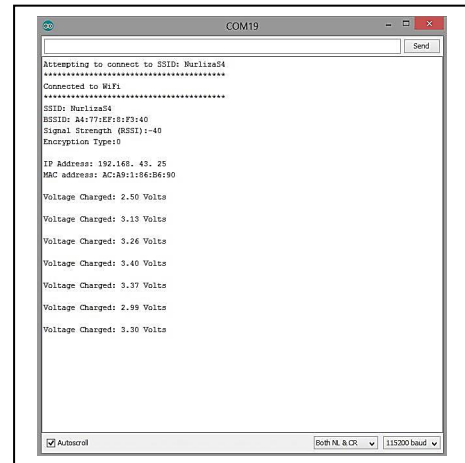 COM19
Send
Attempting to connect to SSID: NurlizaS4
****************************************
Connected to WiFi
****************************************
SSID: NurlizaS4
BSSID: A4:77:EF:8:F3:40
Signal Strength (RSSI):-40
Encryption Type:0
IP Address: 192.168. 43. 25
MAC address: AC:A9:1:86:B6:90
Voltage Charged: 2.50 Volts
Voltage Charged: 3.13 Volts
Voltage Charged: 3.26 Volts
Voltage Charged: 3.40 Volts
Voltage Charged: 3.37 Volts
Voltage Charged: 2.99 Volts
Voltage Charged: 3.30 Volts
Autoscroll
Both NL & CR
115200 baud